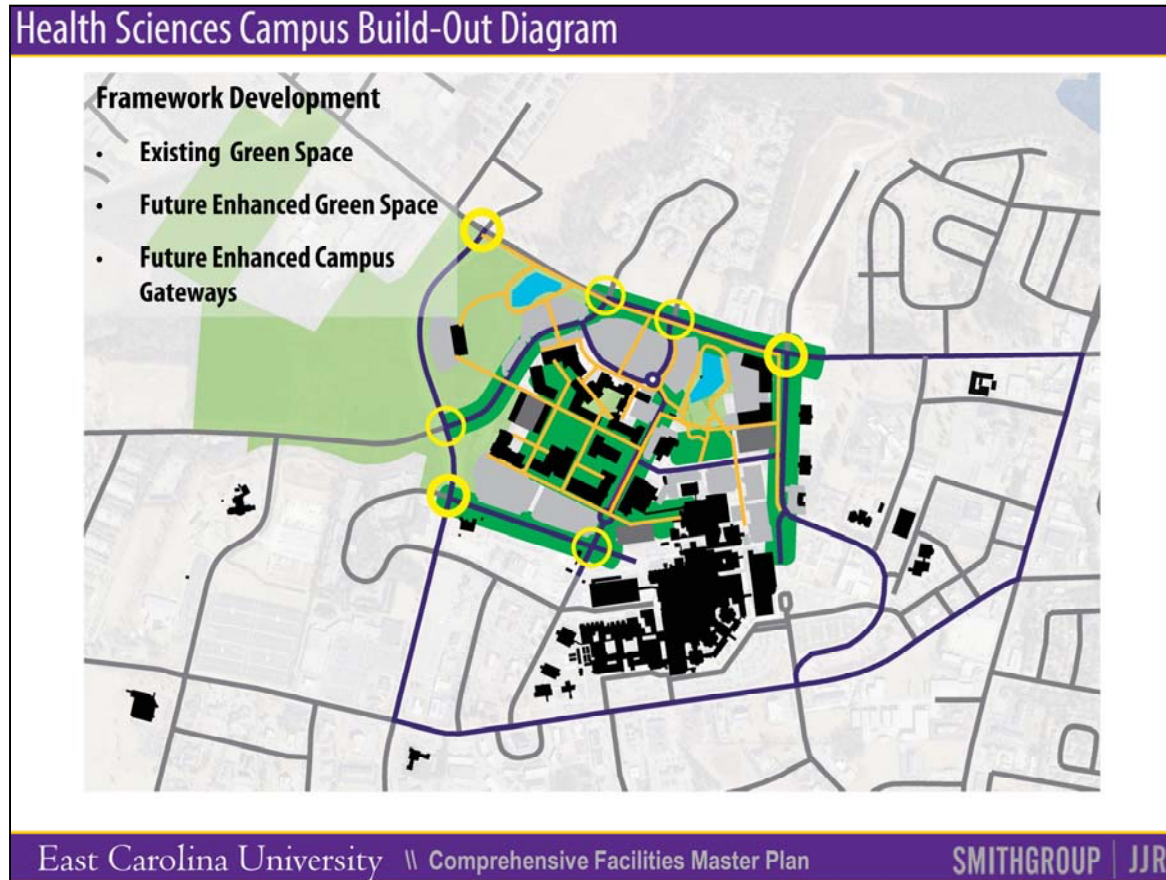 Health Sciences Campus Build-Out Diagram
Framework Development
• Existing Green Space
• Future Enhanced Green Space
• Future Enhanced Campus
Gateways
East Carolina University \\ Comprehensive Facilities Master Plan
SMITHGROUP | JJR